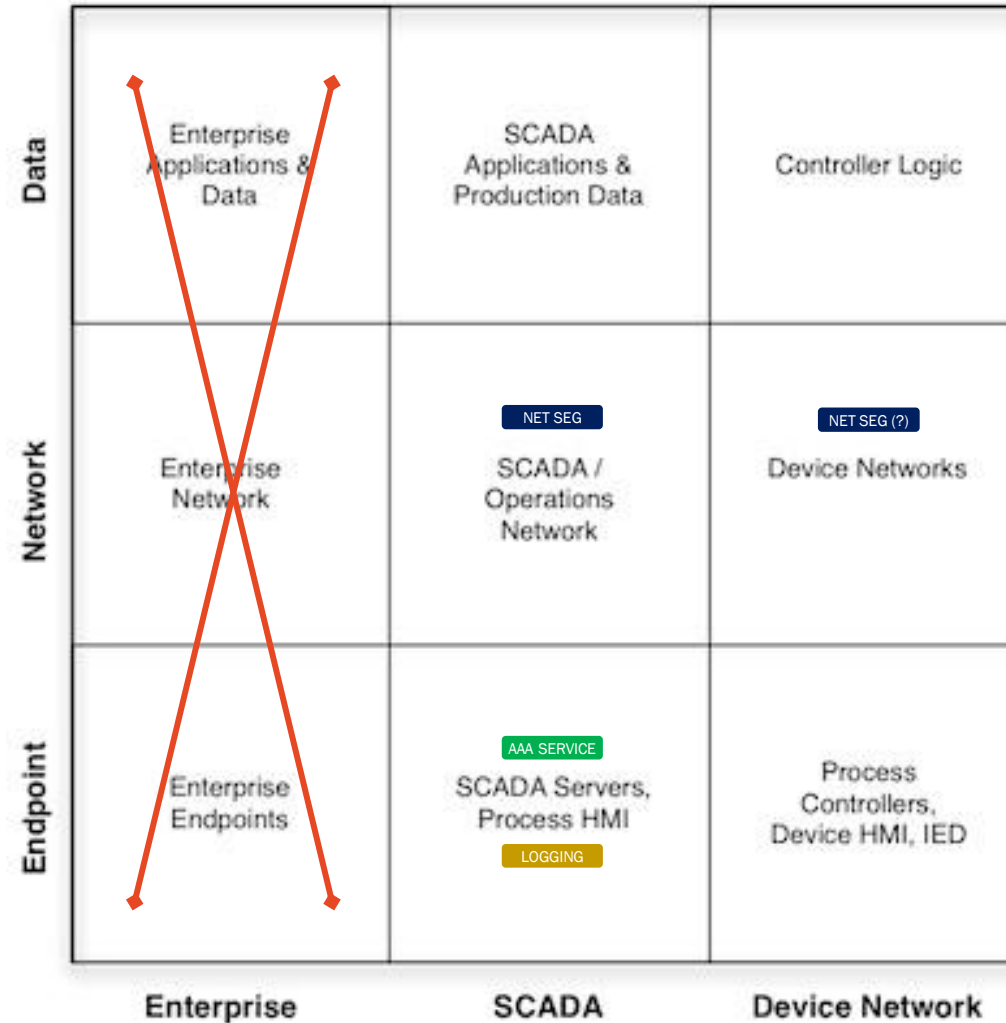 Data
Enterprise
Applications &
Data
SCADA
Applications &
Production Data
Controller Logic
Network
Enterprise
Network
NET SEG
SCADA /
Operations
Network
NET SEG (?)
Device Networks
Endpoint
Enterprise
Endpoints
AAA SERVICE
SCADA Servers,
Process HMI
LOGGING
Process
Controllers,
Device HMI, IED
Enterprise
SCADA
Device Network